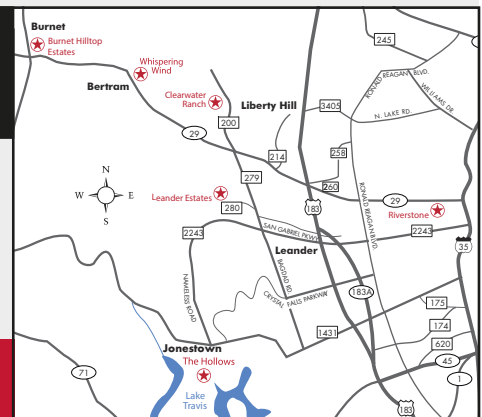 Burnet
Burnet Hilltop
Estates
245
Whispering
Wind
RONALD REAGAN BLVD.
WILLIAMS DR
Bertram
Clearwater
Ranch
Liberty Hill
3405
N. LAKE RD.
200
29
214
258
N
W E
S
279
260
Leander Estates
280
183
RONALD REAGAN BLVD
29
Riverstone
2243
SAN GABRIEL PKWY
2243
35
Leander
BAGDAD RD
NAMELESS ROAD
CRYSTAL FALLS PARKWAY
183A
175
174
1431
620
Jonestown
The Hollows
45
71
Lake
Travis
1
183